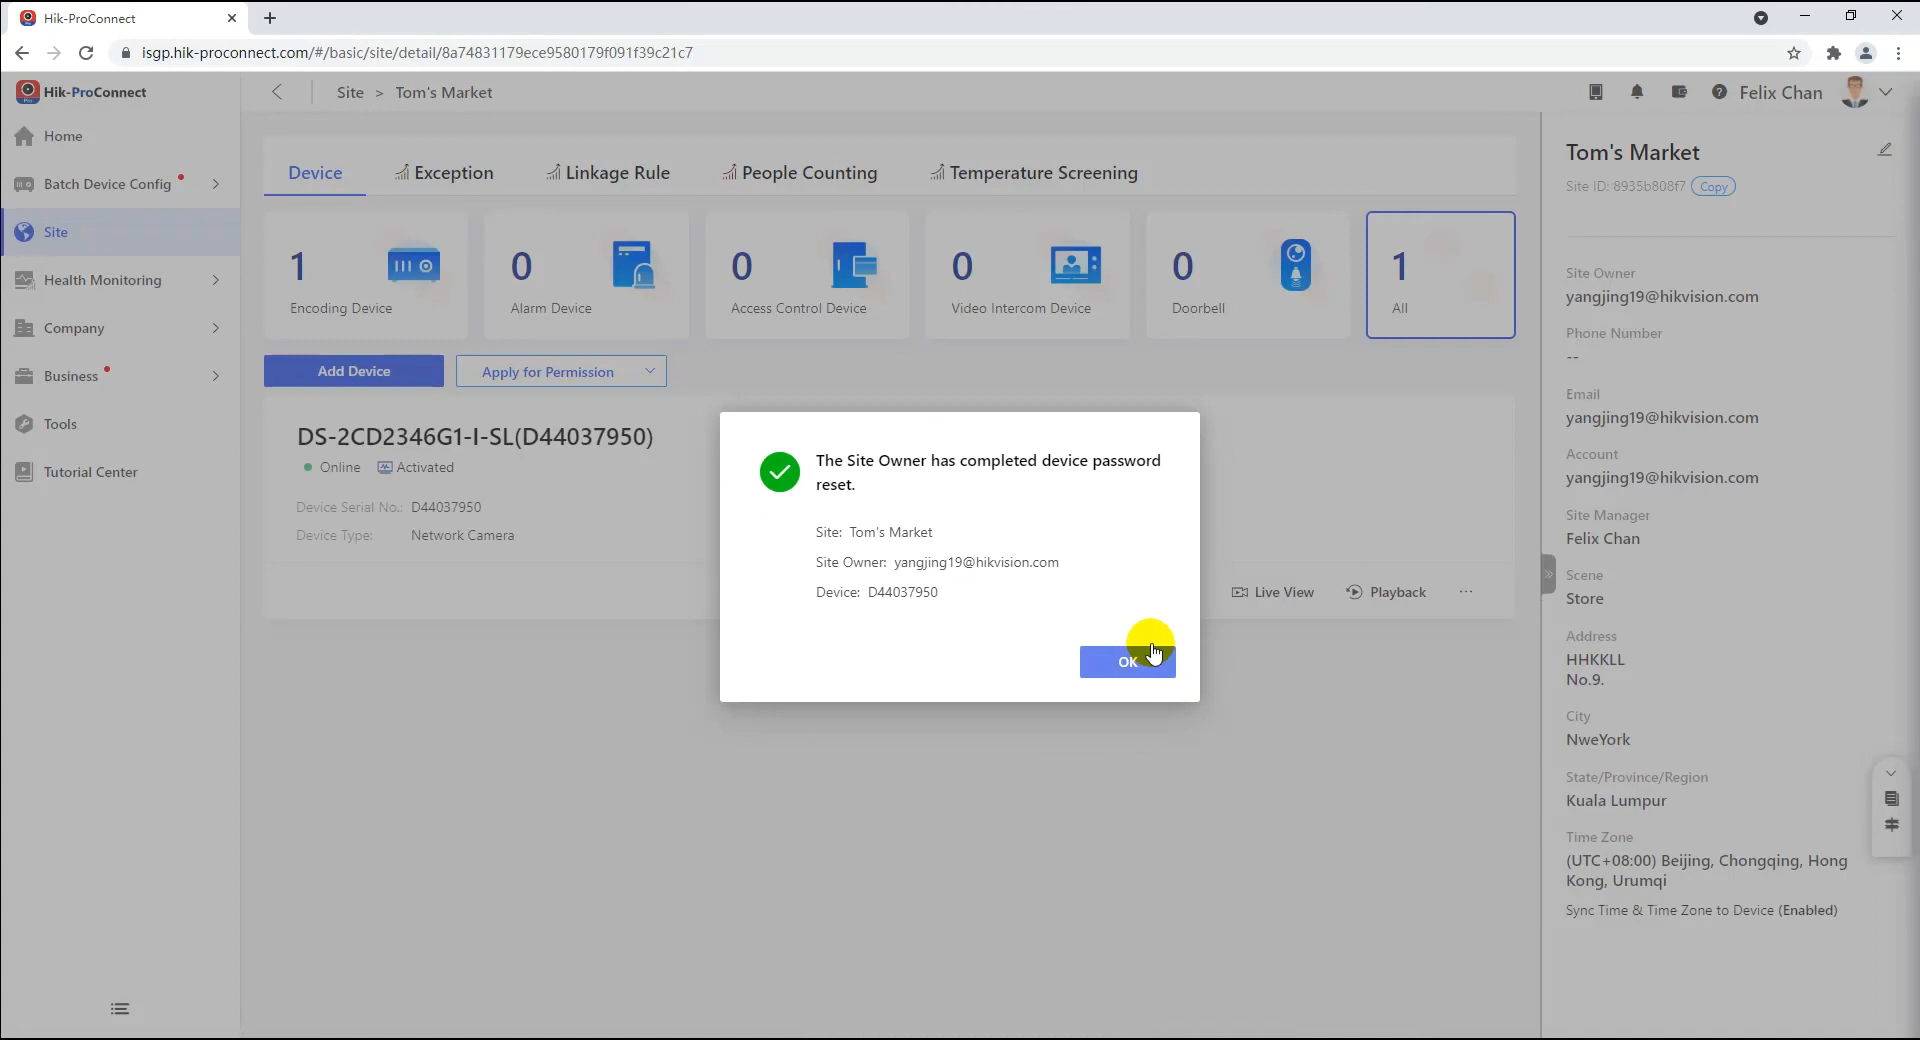 Hik-ProConnect
isgp.hik-proconnect.com/#/basic/site/detail/8a74831179ece9580179f091f39c21c7
Hik-ProConnect
Site > Tom's Market
Felix Chan
Home
Batch Device Config
Site
Health Monitoring
Company
Business
Tools
Tutorial Center
Device
Exception
Linkage Rule
People Counting
Temperature Screening
1
Encoding Device
0
Alarm Device
0
Access Control Device
0
Video Intercom Device
0
Doorbell
1
All
Add Device
Apply for Permission
DS-2CD2346G1-I-SL(D44037950)
Online Activated
Device Serial No.: D44037950
Device Type: Network Camera
Live View Playback ...
The Site Owner has completed device password
reset.
Site: Tom's Market
Site Owner: yangjing19@hikvision.com
Device: D44037950
OK
Tom's Market
Site ID: 8935b808f7 Copy
Site Owner
yangjing19@hikvision.com
Phone Number
--
Email
yangjing19@hikvision.com
Account
yangjing19@hikvision.com
Site Manager
Felix Chan
Scene
Store
Address
HHKKLL
No.9.
City
NweYork
State/Province/Region
Kuala Lumpur
Time Zone
(UTC+08:00) Beijing, Chongqing, Hong
Kong, Urumqi
Sync Time & Time Zone to Device (Enabled)